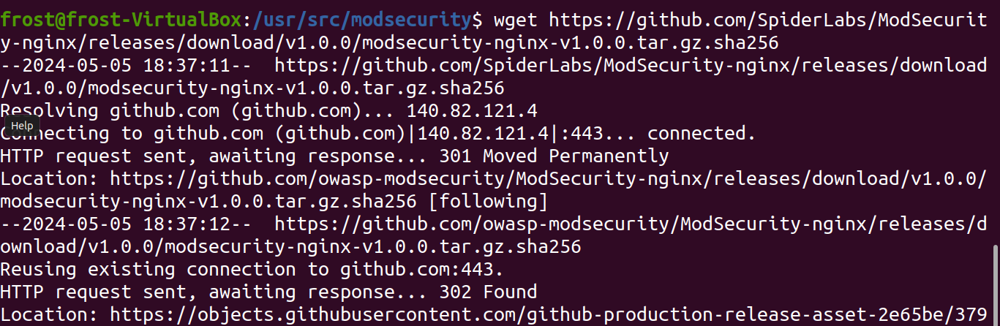 frost@frost-VirtualBox:/usr/src/modsecurity$ wget https://github.com/SpiderLabs/ModSecurit
y-nginx/releases/download/v1.0.0/modsecurity-nginx-v1.0.0.tar.gz.sha256
--2024-05-05 18:37:11--  https://github.com/SpiderLabs/ModSecurity-nginx/releases/download
/v1.0.0/modsecurity-nginx-v1.0.0.tar.gz.sha256
Resolving github.com (github.com)... 140.82.121.4
Help
Connecting to github.com (github.com)|140.82.121.4|:443... connected.
HTTP request sent, awaiting response... 301 Moved Permanently
Location: https://github.com/owasp-modsecurity/ModSecurity-nginx/releases/download/v1.0.0/
modsecurity-nginx-v1.0.0.tar.gz.sha256 [following]
--2024-05-05 18:37:12--  https://github.com/owasp-modsecurity/ModSecurity-nginx/releases/d
ownload/v1.0.0/modsecurity-nginx-v1.0.0.tar.gz.sha256
Reusing existing connection to github.com:443.
HTTP request sent, awaiting response... 302 Found
Location: https://objects.githubusercontent.com/github-production-release-asset-2e65be/379